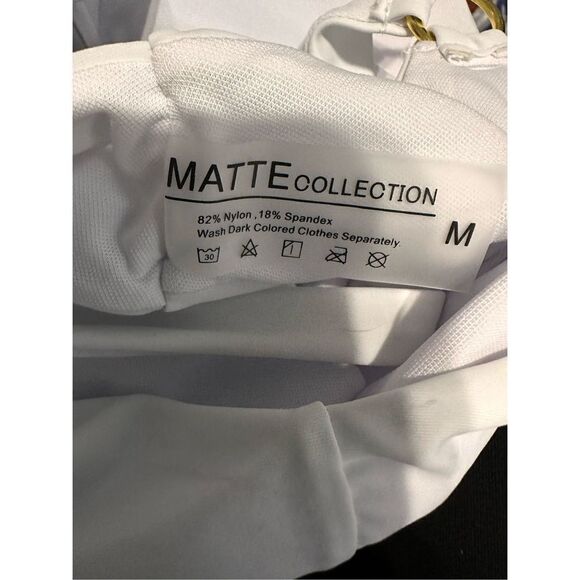 MATTE COLLECTION
82% Nylon ,18% Spandex
Wash Dark Colored Clothes Separately
M
30